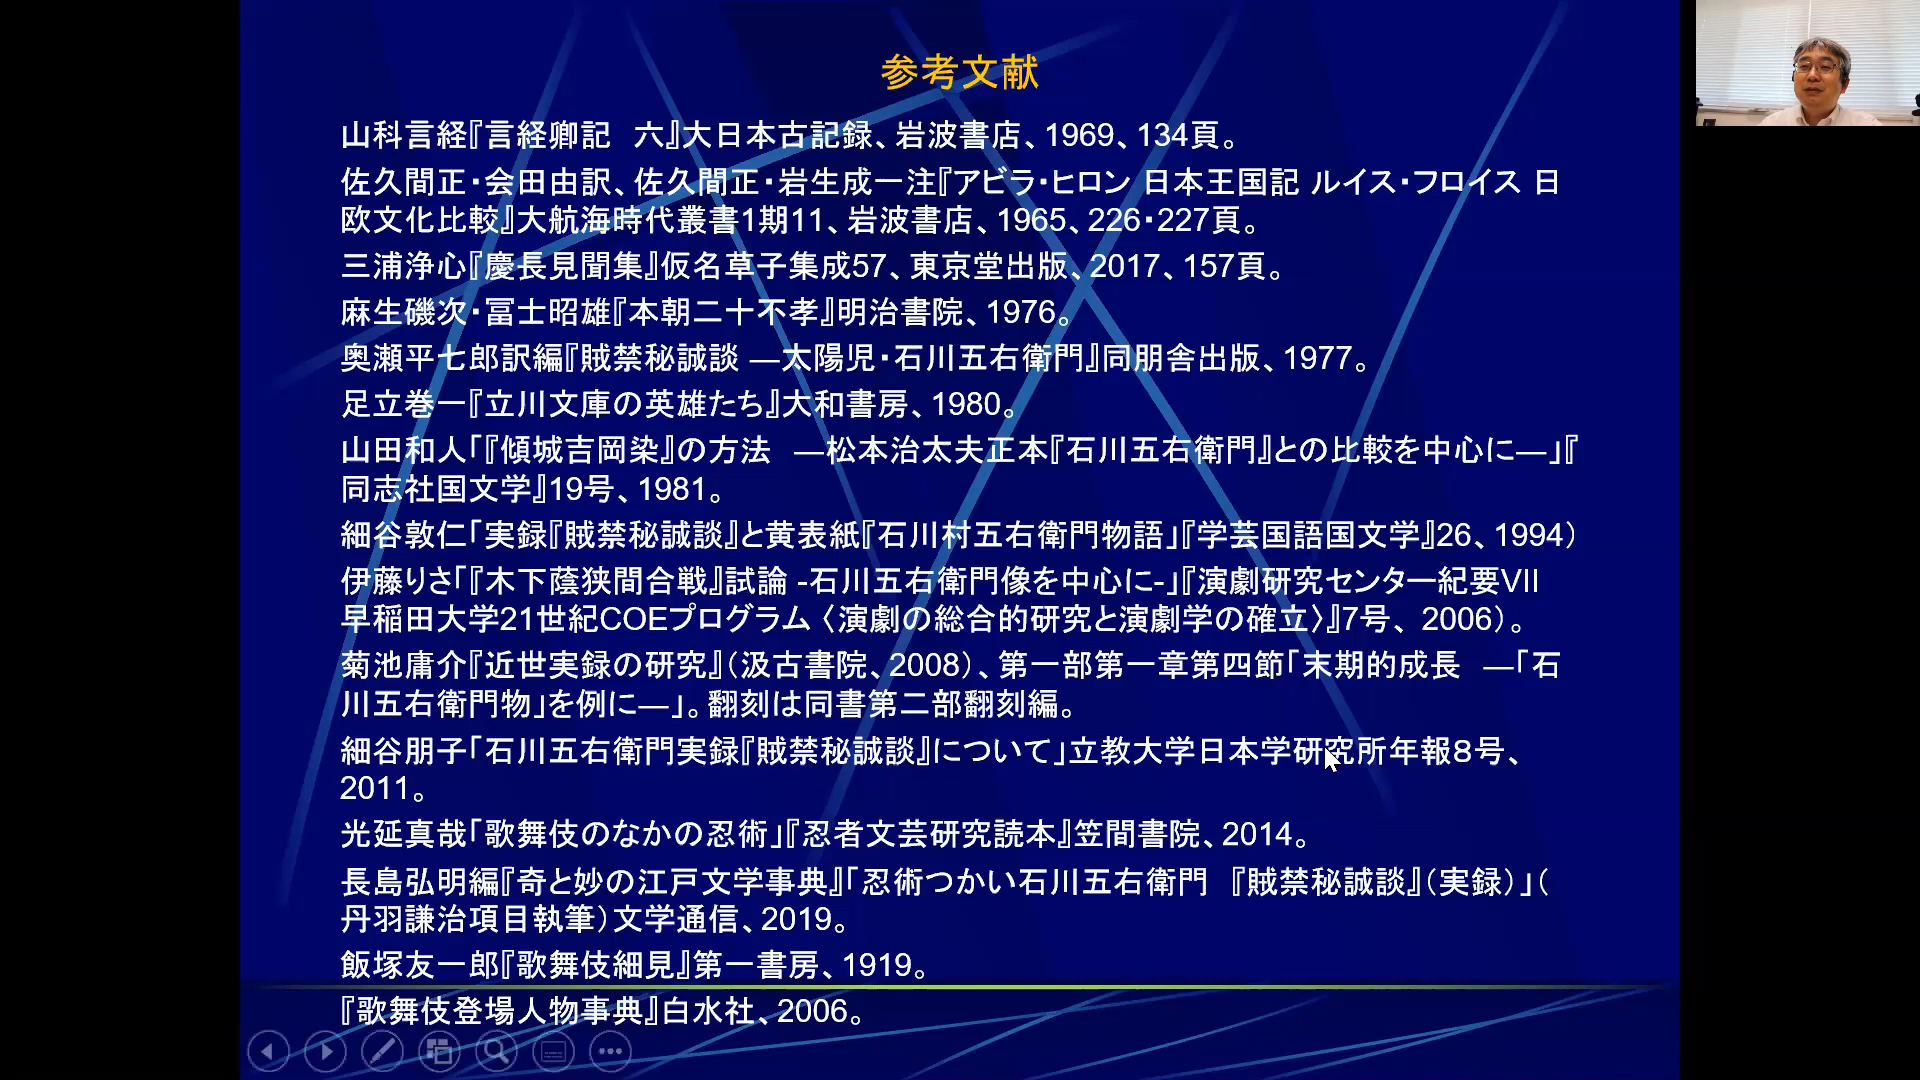 参考文献
山科言経『言経卿記　六』大日本古記録、岩波書店、1969、134頁。
佐久間正・会田由訳、佐久間正・岩生成一注『アビラ・ヒロン 日本王国記 ルイス・フロイス 日
欧文化比較』大航海時代叢書1期11、岩波書店、1965、226・227頁。
三浦浄心『慶長見聞集』仮名草子集成57、東京堂出版、2017、157頁。
麻生磯次・冨士昭雄『本朝二十不孝』明治書院、1976。
奥瀬平七郎訳編『賊禁秘誠談 ―太陽児・石川五右衛門』同朋舎出版、1977。
足立巻一『立川文庫の英雄たち』大和書房、1980。
山田和人「『傾城吉岡染』の方法　―松本治太夫正本『石川五右衛門』との比較を中心に―」『
同志社国文学』19号、1981。
細谷敦仁「実録『賊禁秘誠談』と黄表紙『石川村五右衛門物語」『学芸国語国文学』26、1994）
伊藤りさ「『木下蔭狭間合戦』試論 -石川五右衛門像を中心に-」『演劇研究センター紀要VII
早稲田大学21世紀COEプログラム 〈演劇の総合的研究と演劇学の確立〉』7号、 2006）。
菊池庸介『近世実録の研究』（汲古書院、2008）、第一部第一章第四節「末期的成長　―「石
川五右衛門物」を例に―」。翻刻は同書第二部翻刻編。
細谷朋子「石川五右衛門実録『賊禁秘誠談』について」立教大学日本学研究所年報８号、
2011。
光延真哉「歌舞伎のなかの忍術」『忍者文芸研究読本』笠間書院、2014。
長島弘明編『奇と妙の江戸文学事典』「忍術つかい石川五右衛門　『賊禁秘誠談』（実録）」（
丹羽謙治項目執筆）文学通信、2019。
飯塚友一郎『歌舞伎細見』第一書房、1919。
『歌舞伎登場人物事典』白水社、2006。